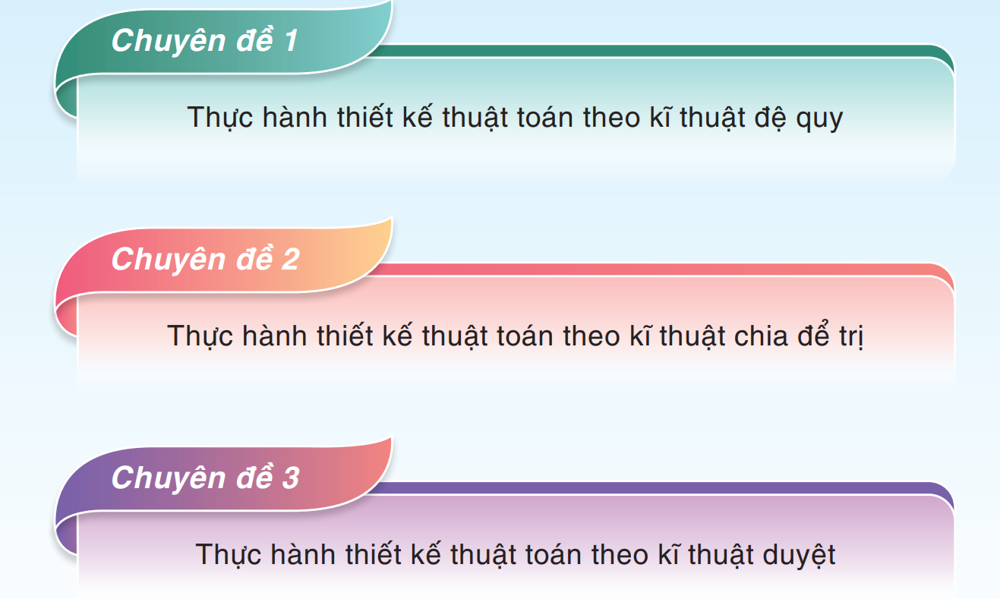 Chuyên đề 1
Thực hành thiết kế thuật toán theo kĩ thuật đệ quy
Chuyên đề 2
Thực hành thiết kế thuật toán theo kĩ thuật chia để trị
Chuyên đề 3
Thực hành thiết kế thuật toán theo kĩ thuật duyệt